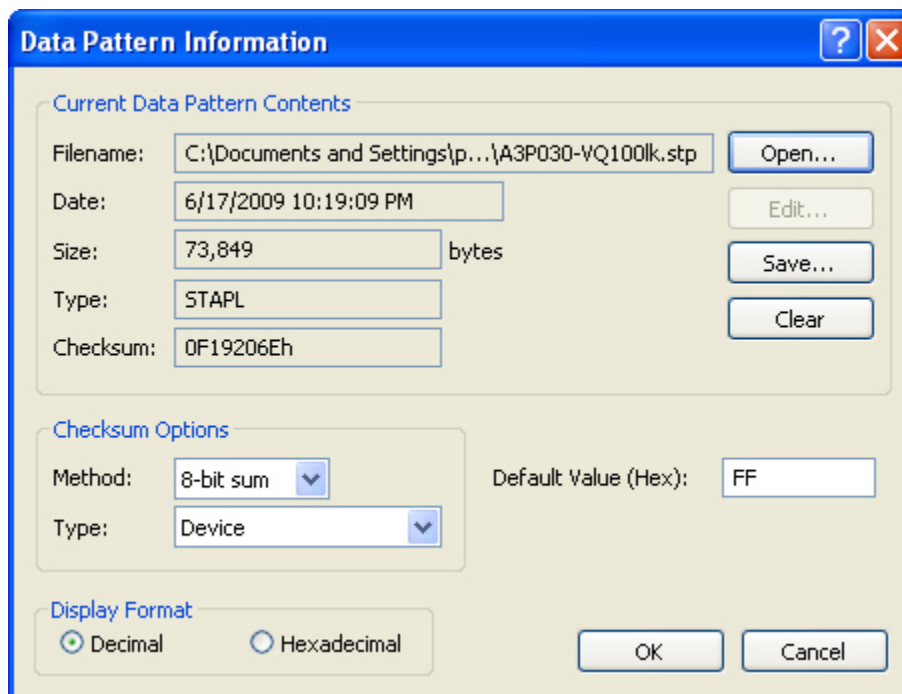 Data Pattern Information
Current Data Pattern Contents
Filename: C:\Documents and Settings\p...\A3P030-VQ100lk.stp Open...
Date: 6/17/2009 10:19:09 PM Edit...
Size: 73,849 bytes Save...
Type: STAPL Clear
Checksum: 0F19206Eh
Checksum Options
Method: 8-bit sum Default Value (Hex): FF
Type: Device
Display Format
Decimal Hexadecimal OK Cancel